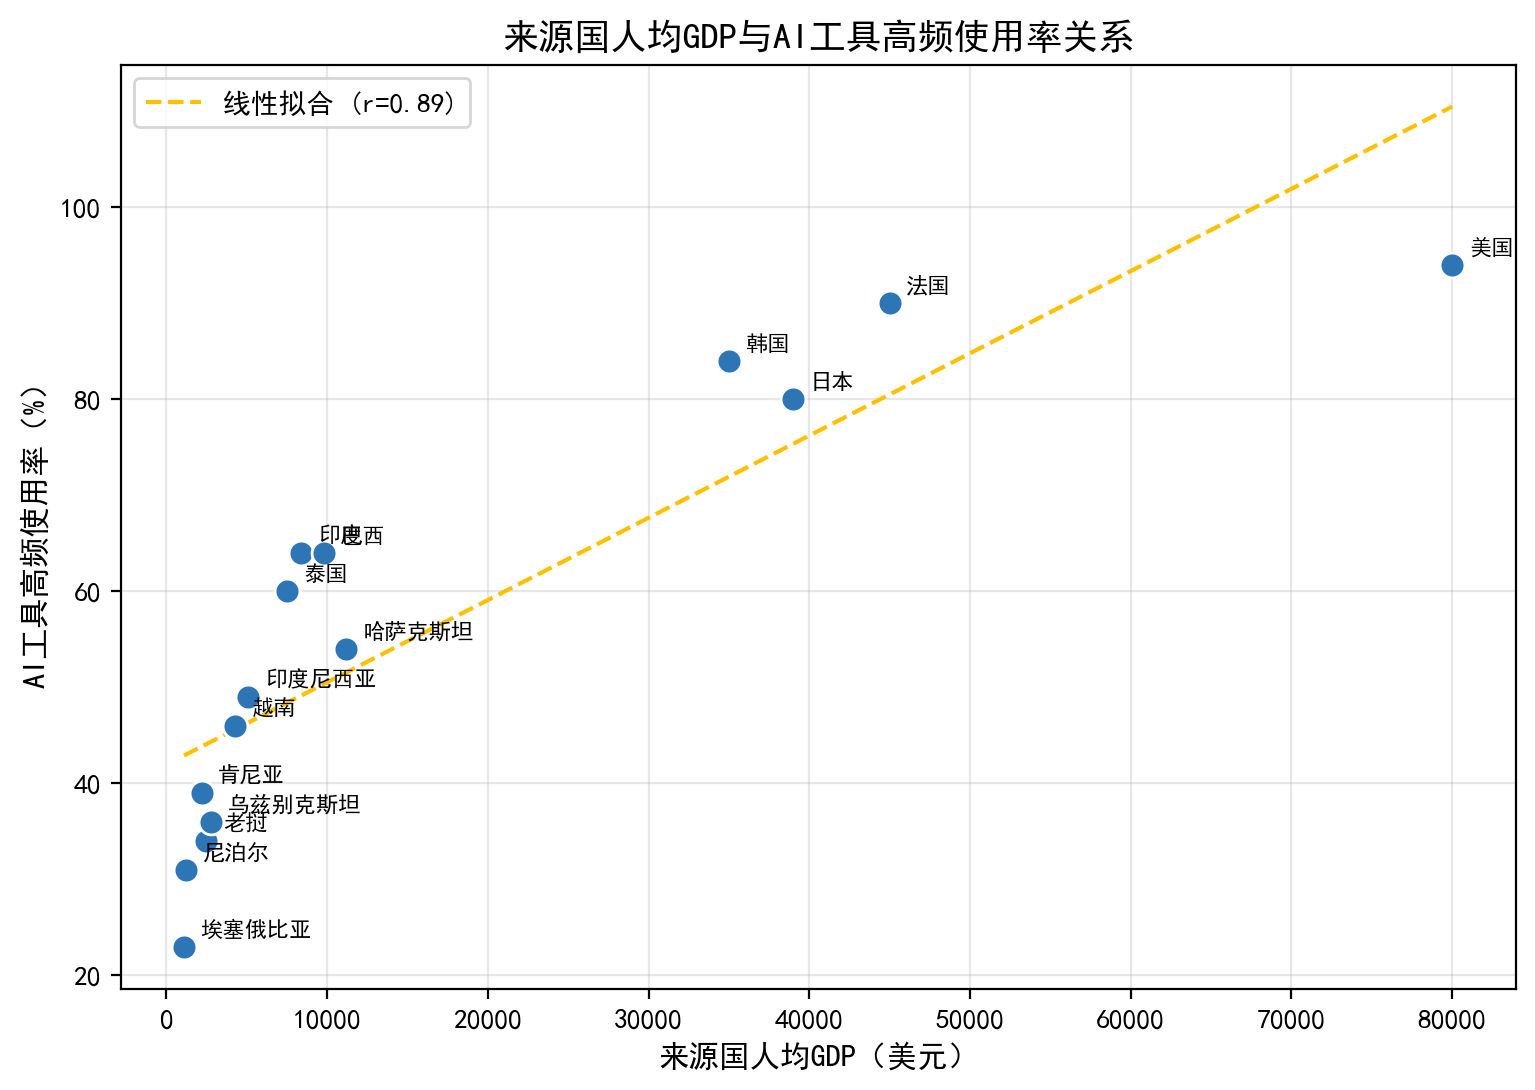 来源国人均GDP与AI工具高频使用率关系
线性拟合 (r=0.89)
AI工具高频使用率 (%)
100
80
60
40
20
美国
法国
韩国
日本
印度
巴西
泰国
哈萨克斯坦
印度尼西亚
越南
肯尼亚
乌兹别克斯坦
老挝
尼泊尔
埃塞俄比亚
0
10000
20000
30000
40000
50000
60000
70000
80000
来源国人均GDP（美元）